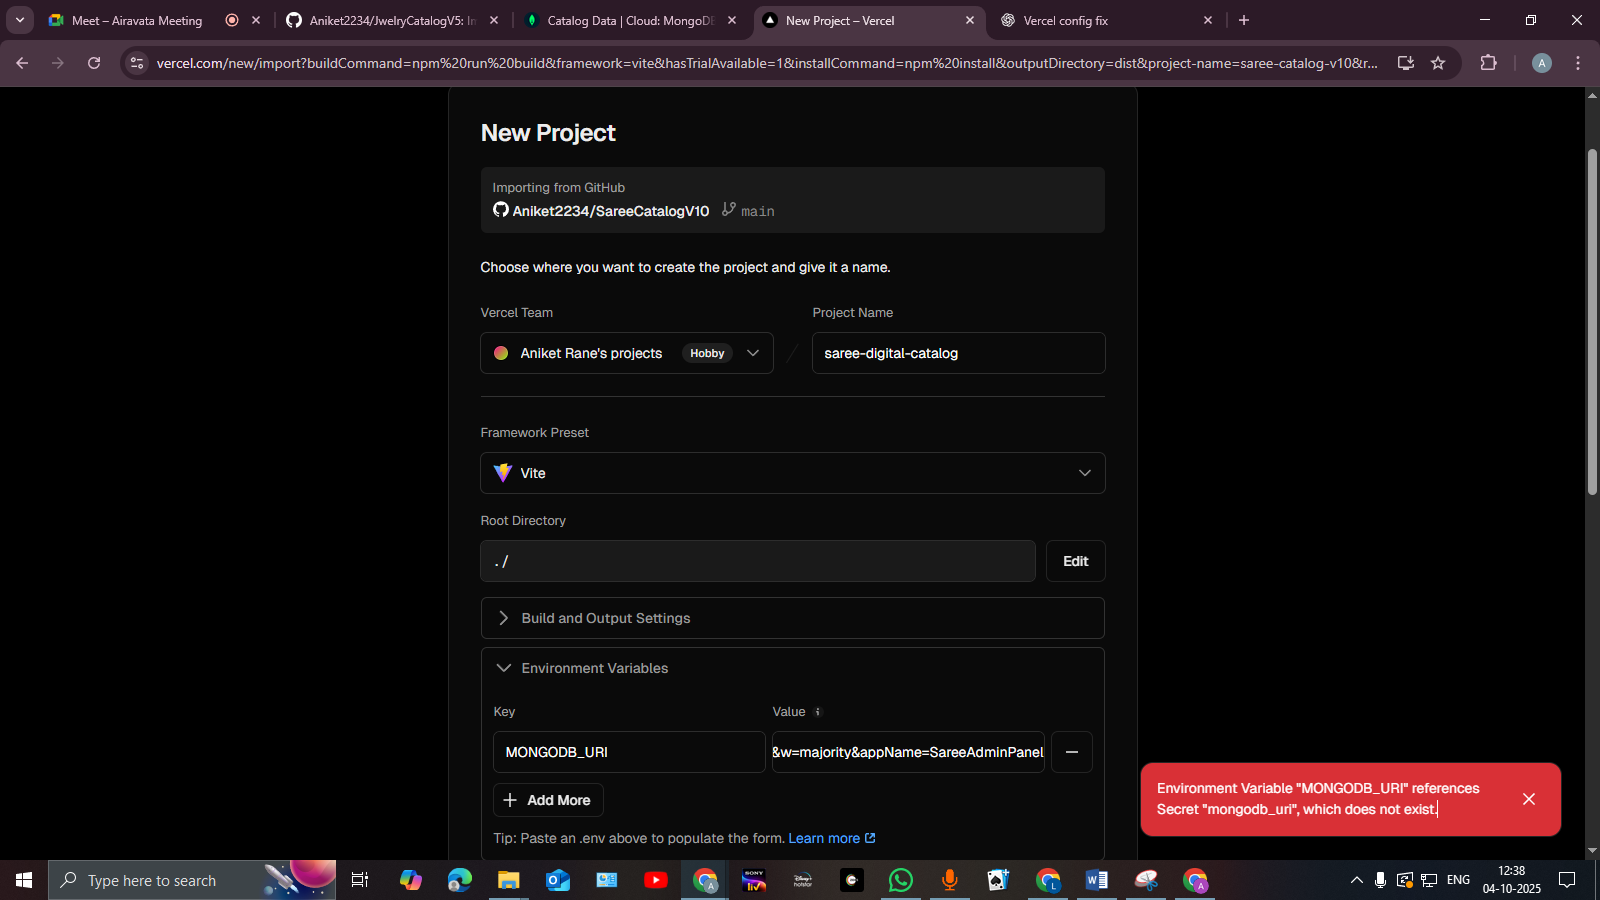 Meet – Airavata Meeting
Aniket2234/JwelryCatalogV5: In
Catalog Data | Cloud: MongoDB
New Project – Vercel
Vercel config fix
vercel.com/new/import?buildCommand=npm%20run%20build&framework=vite&hasTrialAvailable=1&installCommand=npm%20install&outputDirectory=dist&project-name=saree-catalog-v10&r...
A
New Project
Importing from GitHub
Aniket2234/SareeCatalogV10 main
Choose where you want to create the project and give it a name.
Vercel Team
Project Name
Aniket Rane's projects Hobby
/
saree-digital-catalog
Framework Preset
Vite
Root Directory
./
Edit
Build and Output Settings
Environment Variables
Key
Value
MONGODB_URI
&w=majority&appName=SareeAdminPanel
Add More
Tip: Paste an .env above to populate the form. Learn more
Environment Variable "MONGODB_URI" references
Secret "mongodb_uri", which does not exist.
Type here to search
ENG
12:38
04-10-2025